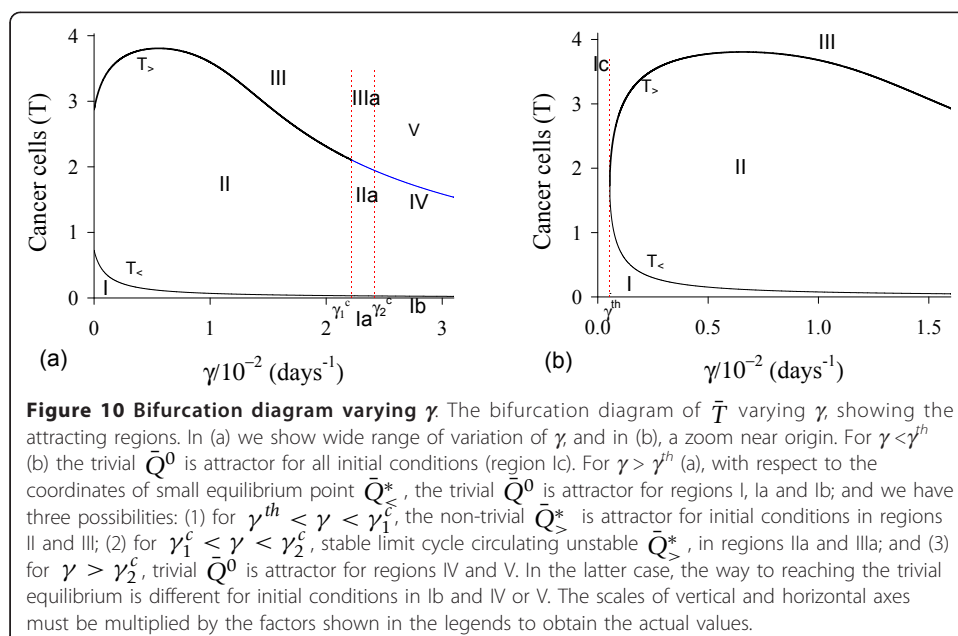 4
3
2
1
0
Cancer cells (T)
T>
III
IIIa
V
II
IIa
IV
T<
I
γ₁ᶜ
Ia
γ₂ᶜ
Ib
0 1 2 3
(a)
γ/10⁻² (days⁻¹)
4
3
2
1
0
Cancer cells (T)
Ic
T>
III
II
T<
I
0.0 0.5 1.0 1.5
γᵗʰ
(b)
γ/10⁻² (days⁻¹)
Figure 10 Bifurcation diagram varying γ. The bifurcation diagram of T̄ varying γ, showing the
attracting regions. In (a) we show wide range of variation of γ, and in (b), a zoom near origin. For γ <γᵗʰ
(b) the trivial Q̄⁰ is attractor for all initial conditions (region Ic). For γ > γᵗʰ (a), with respect to the
coordinates of small equilibrium point Q̄*<, the trivial Q̄⁰ is attractor for regions I, Ia and Ib; and we have
three possibilities: (1) for γᵗʰ < γ < γ₁ᶜ, the non-trivial Q̄*> is attractor for initial conditions in regions
II and III; (2) for γ₁ᶜ < γ < γ₂ᶜ, stable limit cycle circulating unstable Q̄*>, in regions IIa and IIIa; and (3)
for γ > γ₂ᶜ, trivial Q̄⁰ is attractor for regions IV and V. In the latter case, the way to reaching the trivial
equilibrium is different for initial conditions in Ib and IV or V. The scales of vertical and horizontal axes
must be multiplied by the factors shown in the legends to obtain the actual values.